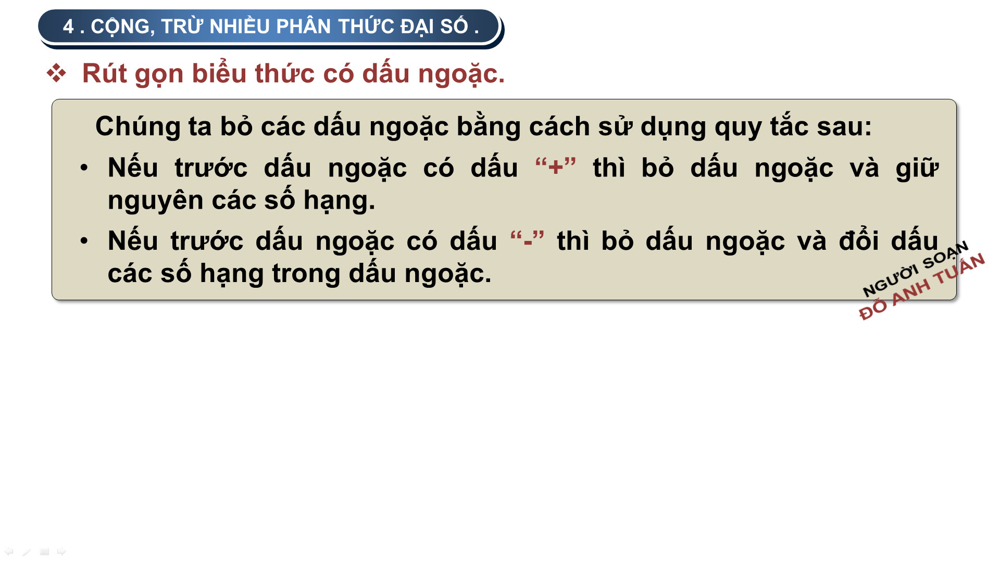 4 . CỘNG, TRỪ NHIỀU PHÂN THỨC ĐẠI SỐ .
❖ Rút gọn biểu thức có dấu ngoặc.
Chúng ta bỏ các dấu ngoặc bằng cách sử dụng quy tắc sau:
• Nếu trước dấu ngoặc có dấu “+” thì bỏ dấu ngoặc và giữ
nguyên các số hạng.
• Nếu trước dấu ngoặc có dấu “-” thì bỏ dấu ngoặc và đổi dấu
các số hạng trong dấu ngoặc.
NGƯỜI SOẠN
ĐỖ ANH TUẤN